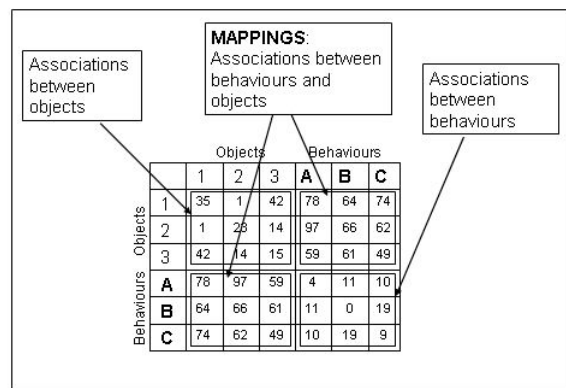 MAPPINGS:
Associations between
behaviours and
objects
Associations
between
objects
Associations
between
behaviours
Objects Behaviours
1 2 3 A B C
Objects
1 35 1 42 78 64 74
2 1 23 14 97 66 62
3 42 14 15 59 61 49
Behaviours
A 78 97 59 4 11 10
B 64 66 61 11 0 19
C 74 62 49 10 19 9